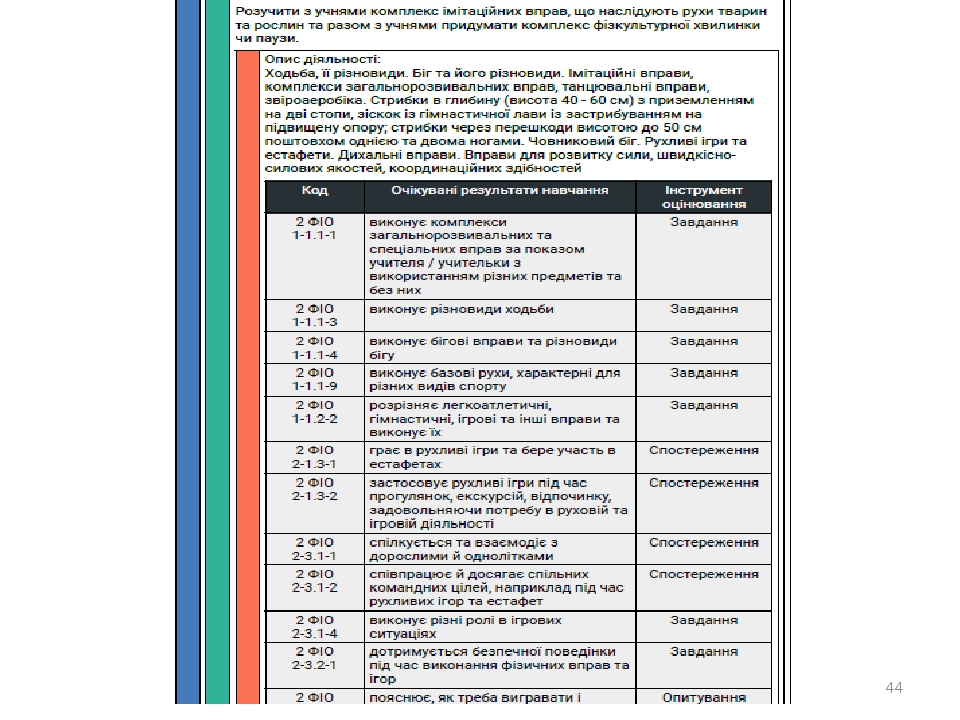 Розучити з учнями комплекс імітаційних вправ, що наслідують рухи тварин
та рослин та разом з учнями придумати комплекс фізкультурної хвилинки
чи паузи.
Опис діяльності:
Ходьба, її різновиди. Біг та його різновиди. Імітаційні вправи,
комплекси загальнорозвивальних вправ, танцювальні вправи,
звіроаеробіка. Стрибки в глибину (висота 40 - 60 см) з приземленням
на дві стопи, зіскок із гімнастичної лави із застрибуванням на
підвищену опору; стрибки через перешкоди висотою до 50 см
поштовхом однією та двома ногами. Човниковий біг. Рухливі ігри та
естафети. Дихальні вправи. Вправи для розвитку сили, швидкісно-
силових якостей, координаційних здібностей
Код Очікувані результати навчання Інструмент
оцінювання
2 ФІО виконує комплекси Завдання
1-1.1-1 загальнорозвивальних та
спеціальних вправ за показом
учителя / учительки з
використанням різних предметів та
без них
2 ФІО виконує різновиди ходьби Завдання
1-1.1-3
2 ФІО виконує бігові вправи та різновиди Завдання
1-1.1-4 бігу
2 ФІО виконує базові рухи, характерні для Завдання
1-1.1-9 різних видів спорту
2 ФІО розрізняє легкоатлетичні, Завдання
1-1.2-2 гімнастичні, ігрові та інші вправи та
виконує їх
2 ФІО грає в рухливі ігри та бере участь в Спостереження
2-1.3-1 естафетах
2 ФІО застосовує рухливі ігри під час Спостереження
2-1.3-2 прогулянок, екскурсій, відпочинку,
задовольняючи потребу в руховій та
ігровій діяльності
2 ФІО спілкується та взаємодіє з Спостереження
2-3.1-1 дорослими й однолітками
2 ФІО співпрацює й досягає спільних Спостереження
2-3.1-2 командних цілей, наприклад під час
рухливих ігор та естафет
2 ФІО виконує різні ролі в ігрових Завдання
2-3.1-4 ситуаціях
2 ФІО дотримується безпечної поведінки Завдання
2-3.2-1 під час виконання фізичних вправ та
ігор
2 ФІО пояснює, як треба вигравати і Опитування
44